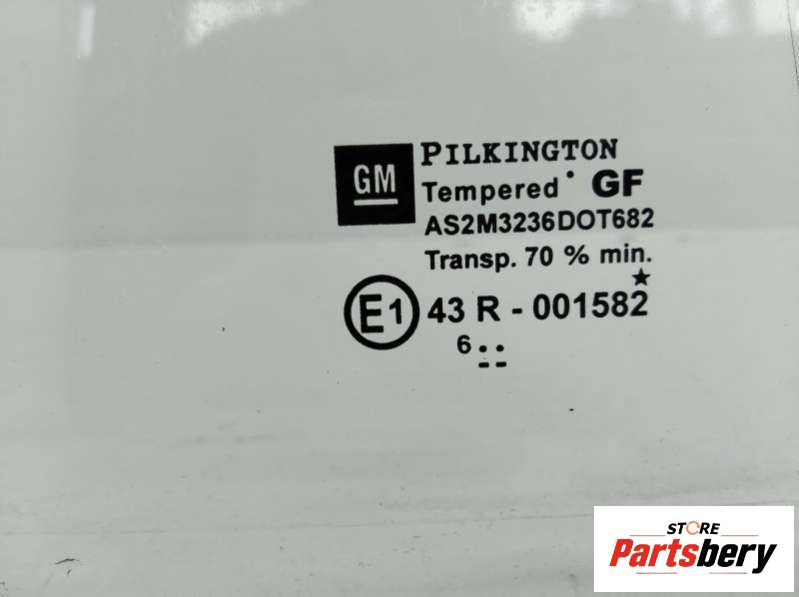 GM
PILKINGTON
Tempered • GF
AS2M3236DOT682
Transp. 70 % min.
E1 43 R - 001582
6..
STORE
Partsbery